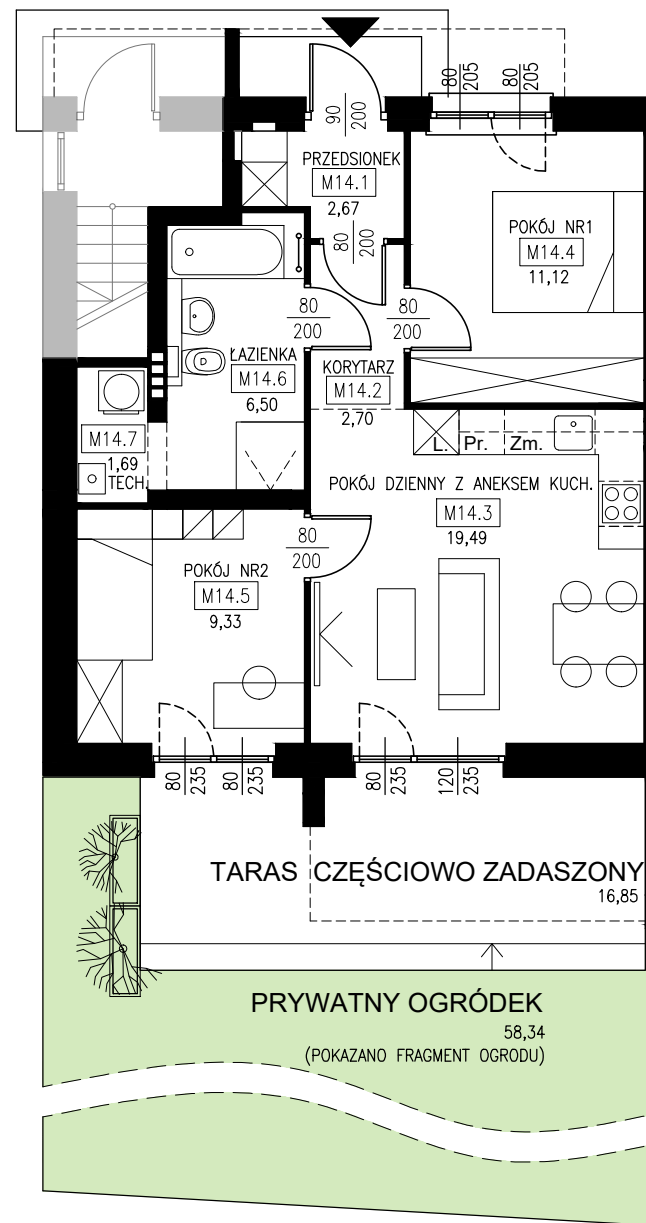 80
205
80
205
90
200
PRZEDSIONEK
M14.1
2,67
80
200
POKÓJ NR1
M14.4
11,12
80
200
80
200
ŁAZIENKA
M14.6
6,50
KORYTARZ
M14.2
2,70
M14.7
1,69
TECH.
L. Pr. Zm.
POKÓJ DZIENNY Z ANEKSEM KUCH.
M14.3
19,49
80
200
POKÓJ NR2
M14.5
9,33
80
235
80
235
80
235
120
235
TARAS CZĘŚCIOWO ZADASZONY
16,85
PRYWATNY OGRÓDEK
58,34
(POKAZANO FRAGMENT OGRODU)